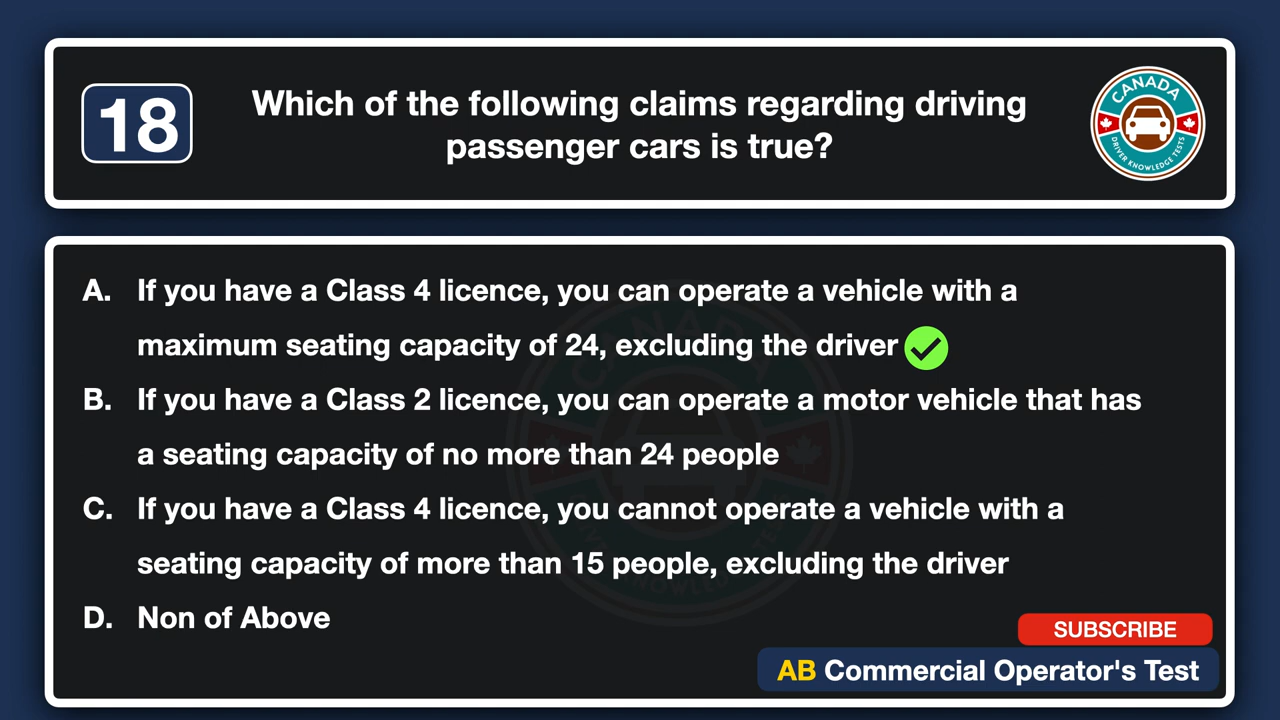 18
Which of the following claims regarding driving
passenger cars is true?
CANADA
DRIVER KNOWLEDGE TESTS
A. If you have a Class 4 licence, you can operate a vehicle with a
maximum seating capacity of 24, excluding the driver
B. If you have a Class 2 licence, you can operate a motor vehicle that has
a seating capacity of no more than 24 people
C. If you have a Class 4 licence, you cannot operate a vehicle with a
seating capacity of more than 15 people, excluding the driver
D. Non of Above
SUBSCRIBE
AB Commercial Operator's Test